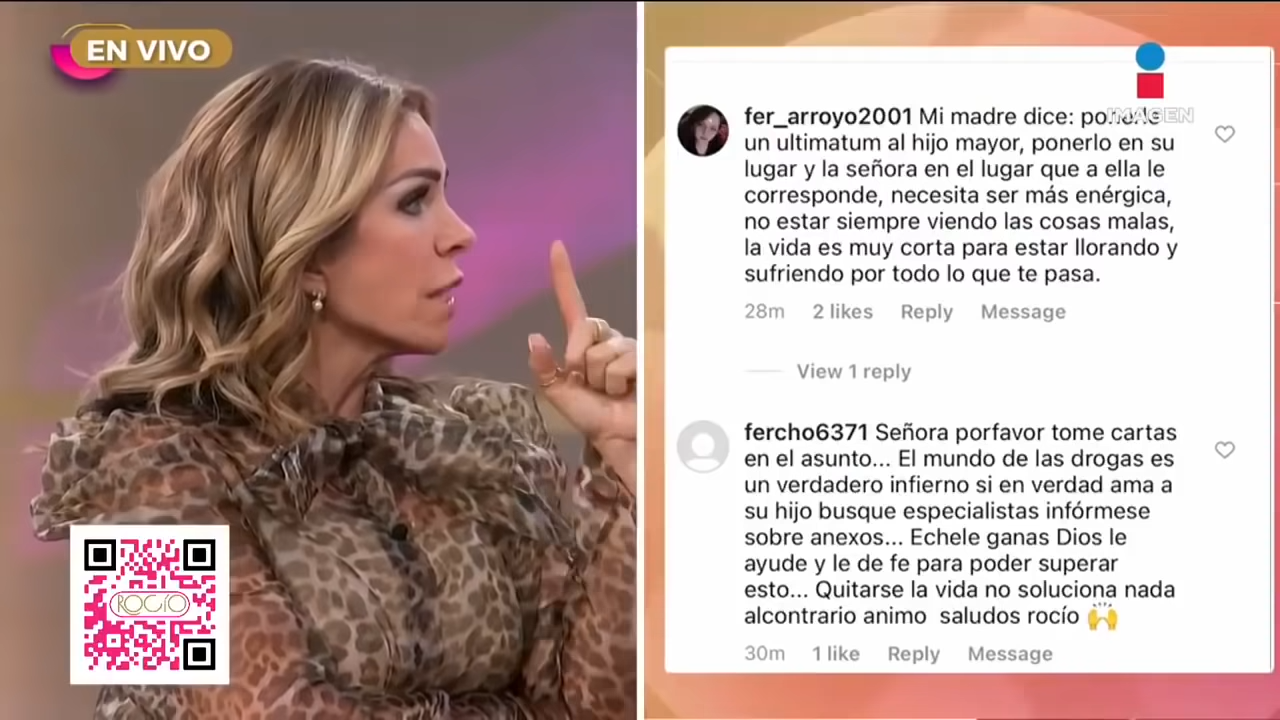 EN VIVO
ROCÍO
IMAGEN
fer_arroyo2001 Mi madre dice: ponerle
un ultimatum al hijo mayor, ponerlo en su
lugar y la señora en el lugar que a ella le
corresponde, necesita ser más enérgica,
no estar siempre viendo las cosas malas,
la vida es muy corta para estar llorando y
sufriendo por todo lo que te pasa.
28m 2 likes Reply Message
View 1 reply
fercho6371 Señora porfavor tome cartas
en el asunto... El mundo de las drogas es
un verdadero infierno si en verdad ama a
su hijo busque especialistas infórmese
sobre anexos... Echele ganas Dios le
ayude y le de fe para poder superar
esto... Quitarse la vida no soluciona nada
alcontrario animo saludos rocío 🙌
30m 1 like Reply Message